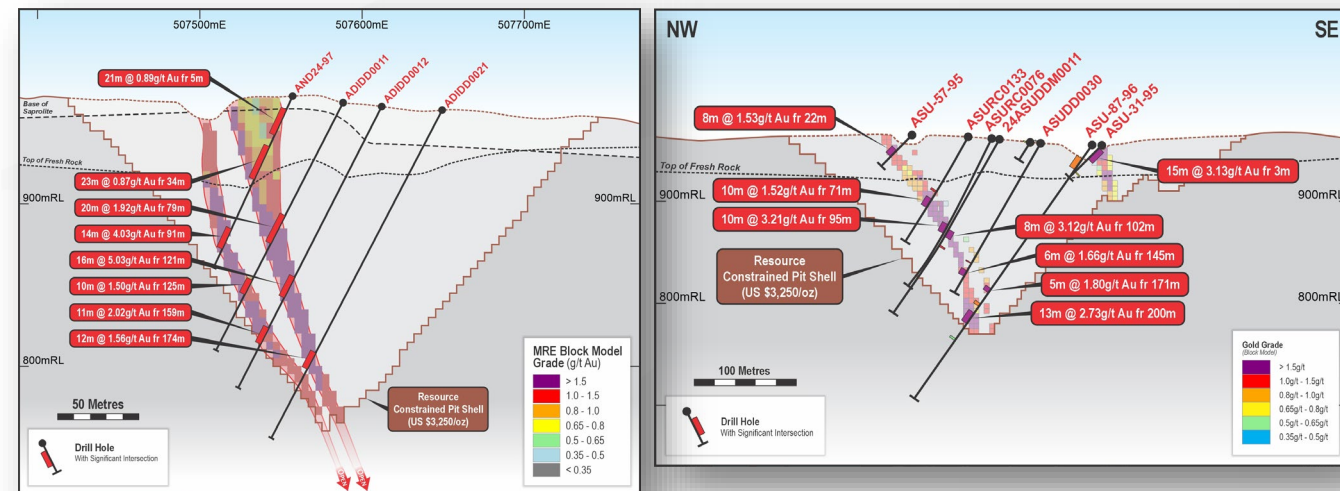 507500mE
507600mE
507700mE
AND24-97
ADIDD0011
ADIDD0012
ADIDD0021
21m @ 0.89g/t Au fr 5m
Base of
Saprolite
Top of Fresh Rock
23m @ 0.87g/t Au fr 34m
900mRL
900mRL
20m @ 1.92g/t Au fr 79m
14m @ 4.03g/t Au fr 91m
16m @ 5.03g/t Au fr 121m
10m @ 1.50g/t Au fr 125m
11m @ 2.02g/t Au fr 159m
12m @ 1.56g/t Au fr 174m
800mRL
50 Metres
Drill Hole
With Significant Intersection
Resource
Constrained Pit Shell
(US $3,250/oz)
MRE Block Model
Grade (g/t Au)
> 1.5
1.0 - 1.5
0.8 - 1.0
0.65 - 0.8
0.5 - 0.65
0.35 - 0.5
< 0.35
Open
Open
NW
SE
ASU-57-95
ASURC0133
ASURC0076
24ASUDDM0011
ASUDD0030
ASU-87-96
ASU-31-95
8m @ 1.53g/t Au fr 22m
Top of Fresh Rock
15m @ 3.13g/t Au fr 3m
900mRL
900mRL
10m @ 1.52g/t Au fr 71m
10m @ 3.21g/t Au fr 95m
8m @ 3.12g/t Au fr 102m
6m @ 1.66g/t Au fr 145m
5m @ 1.80g/t Au fr 171m
13m @ 2.73g/t Au fr 200m
Resource
Constrained Pit Shell
(US $3,250/oz)
800mRL
800mRL
100 Metres
Drill Hole
With Significant Intersection
Gold Grade
(Block Model)
> 1.5g/t
1.0g/t - 1.5g/t
0.8g/t - 1.0g/t
0.65g/t - 0.8g/t
0.5g/t - 0.65g/t
0.35g/t - 0.5g/t